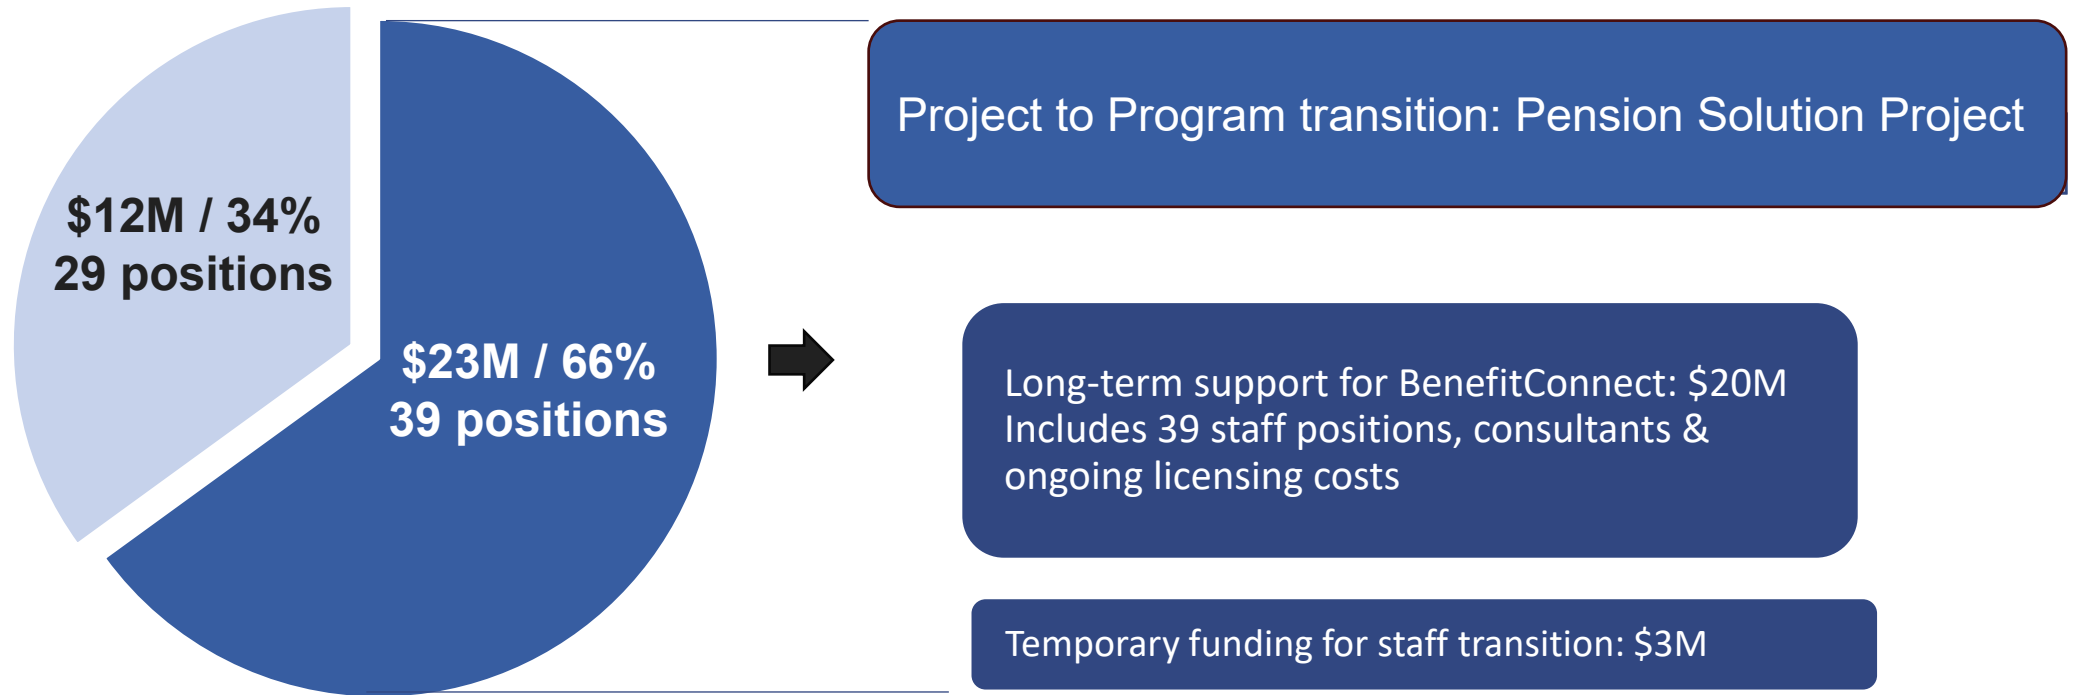 $12M / 34%
29 positions
$23M / 66%
39 positions
Project to Program transition: Pension Solution Project
Long-term support for BenefitConnect: $20M
Includes 39 staff positions, consultants &
ongoing licensing costs
Temporary funding for staff transition: $3M